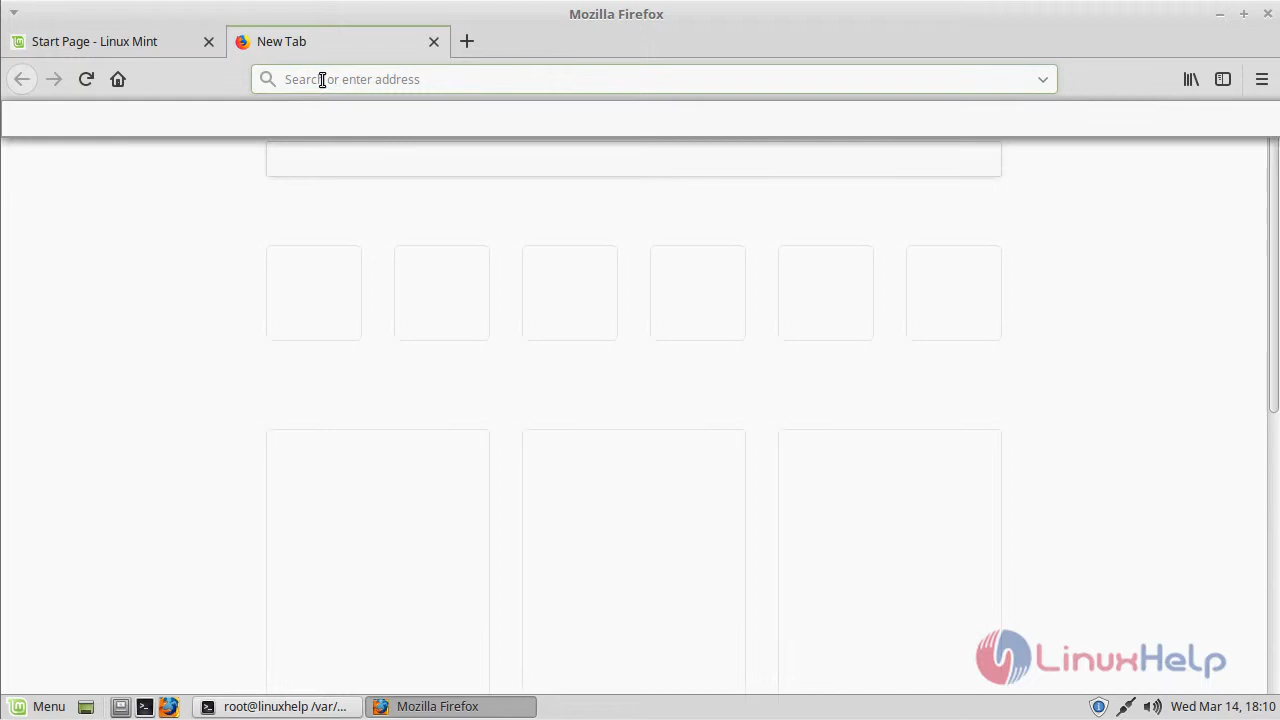 Mozilla Firefox
Start Page - Linux Mint
New Tab
Search or enter address
LinuxHelp
Menu
root@linuxhelp /var/...
Mozilla Firefox
Wed Mar 14, 18:10